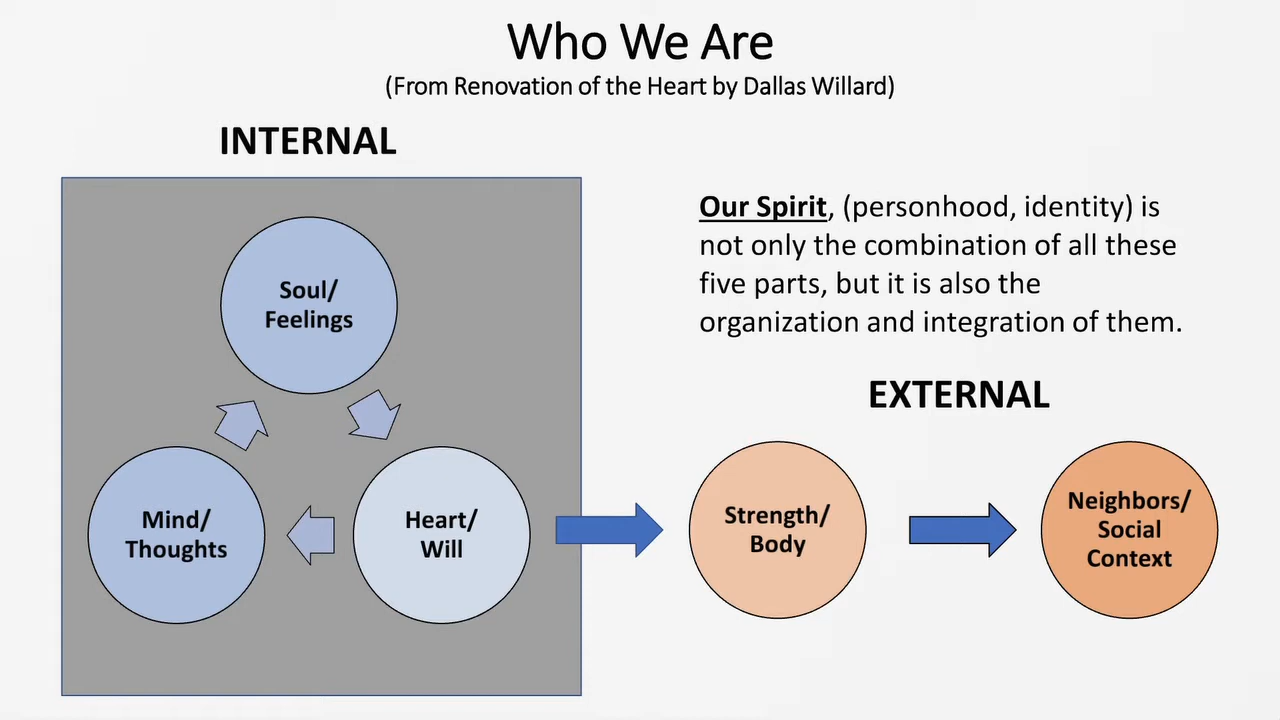 Who We Are
(From Renovation of the Heart by Dallas Willard)
INTERNAL
Soul/
Feelings
Mind/
Thoughts
Heart/
Will
Our Spirit, (personhood, identity) is
not only the combination of all these
five parts, but it is also the
organization and integration of them.
EXTERNAL
Strength/
Body
Neighbors/
Social
Context